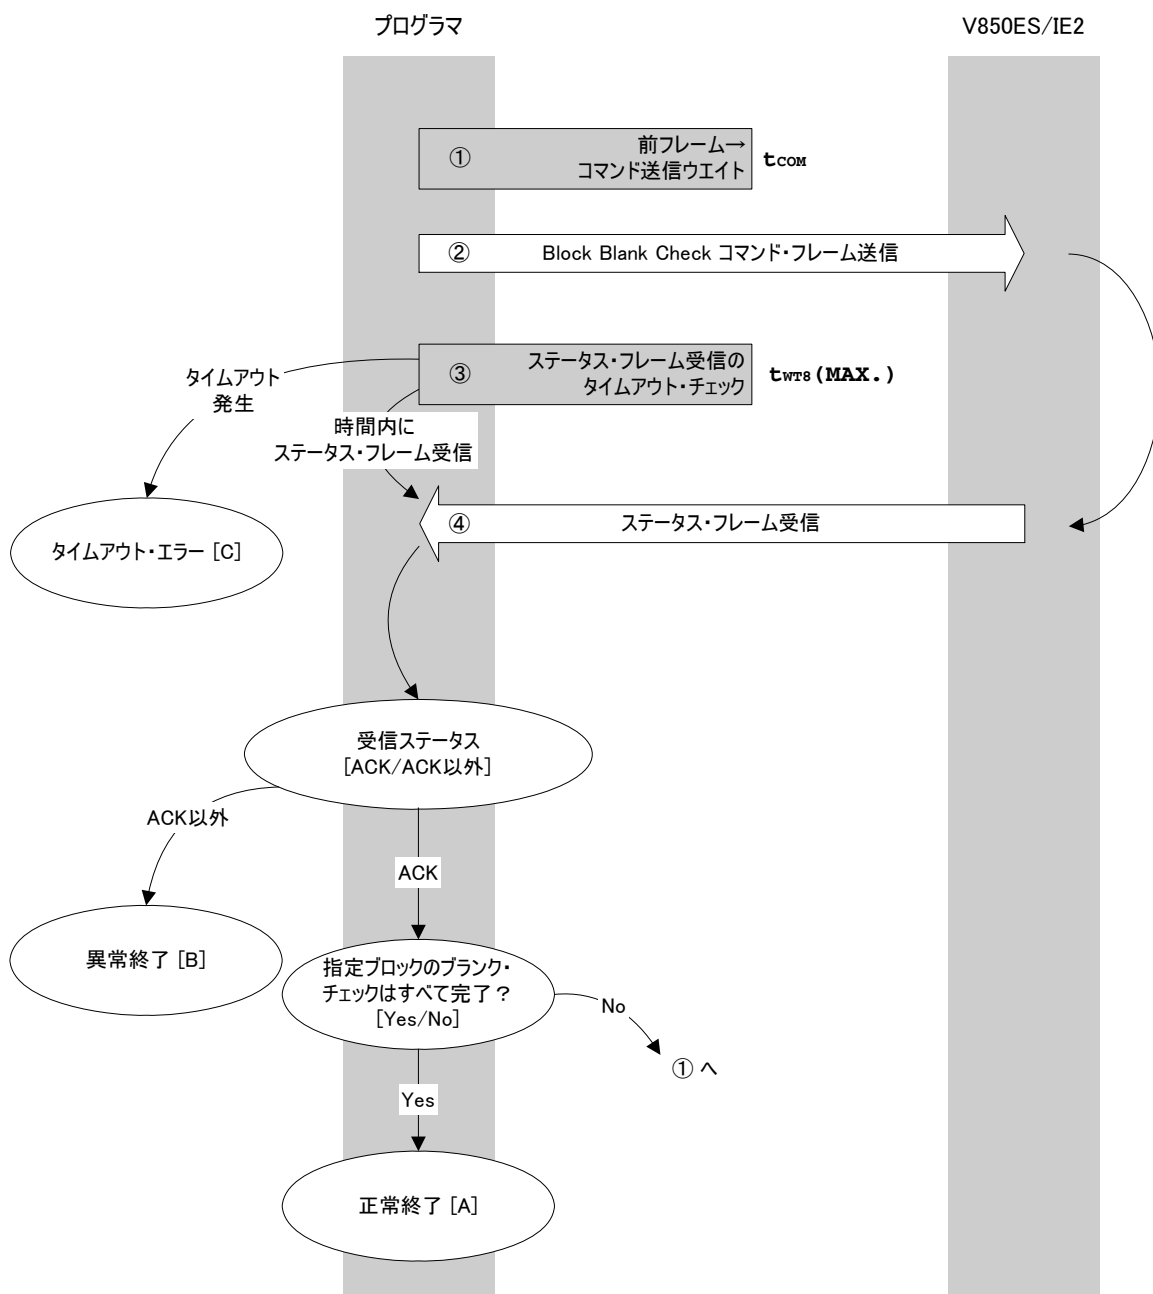 プログラマ
V850ES/IE2
① 前フレーム→
コマンド送信ウエイト
tCOM
② Block Blank Check コマンド・フレーム送信
③ ステータス・フレーム受信の
タイムアウト・チェック
tWT8(MAX.)
タイムアウト
発生
時間内に
ステータス・フレーム受信
④ ステータス・フレーム受信
タイムアウト・エラー [C]
受信ステータス
[ACK/ACK以外]
ACK以外
ACK
異常終了 [B]
指定ブロックのブランク・
チェックはすべて完了？
[Yes/No]
No
① へ
Yes
正常終了 [A]